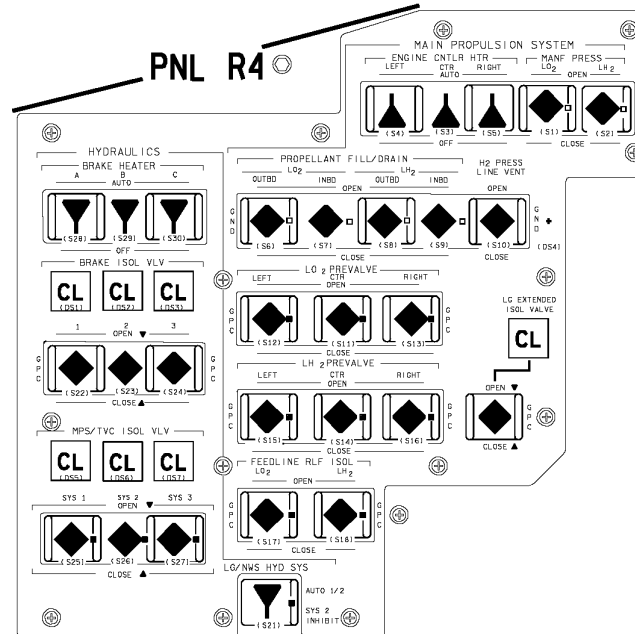 PNL R4
MAIN PROPULSION SYSTEM
ENGINE CNTLR HTR MANF PRESS
LEFT CTR RIGHT LO2 LH2
AUTO OPEN
(S4) (S3) (S5) (S1) (S2)
OFF CLOSE
HYDRAULICS
BRAKE HEATER
A B C
AUTO
(S28) (S29) (S30)
OFF
PROPELLANT FILL/DRAIN H2 PRESS
LO2 LH2 LINE VENT
OUTBD INBD OUTBD INBD
OPEN OPEN
GND GND
(S6) (S7) (S8) (S9) (S10) (DS4)
CLOSE CLOSE
BRAKE ISOL VLV
CL CL CL
(DS1) (DS2) (DS3)
1 2 3
OPEN ▼
GPC GPC
(S22) (S23) (S24)
CLOSE ▲
LO2 PREVALVE
LEFT CTR RIGHT
OPEN
GPC GPC
(S12) (S11) (S13)
CLOSE
LG EXTENDED
ISOL VALVE
CL
OPEN ▼
GPC GPC
CLOSE ▲
LH2 PREVALVE
LEFT CTR RIGHT
OPEN
GPC GPC
(S15) (S14) (S16)
CLOSE
MPS/TVC ISOL VLV
CL CL CL
(DS5) (DS6) (DS7)
SYS 1 SYS 2 SYS 3
OPEN ▼
GPC
(S25) (S26) (S27)
CLOSE ▲
FEEDLINE RLF ISOL
LO2 LH2
OPEN
GPC GPC
(S17) (S18)
CLOSE
LG/NWS HYD SYS
AUTO 1/2
SYS 2
INHIBIT
(S21)